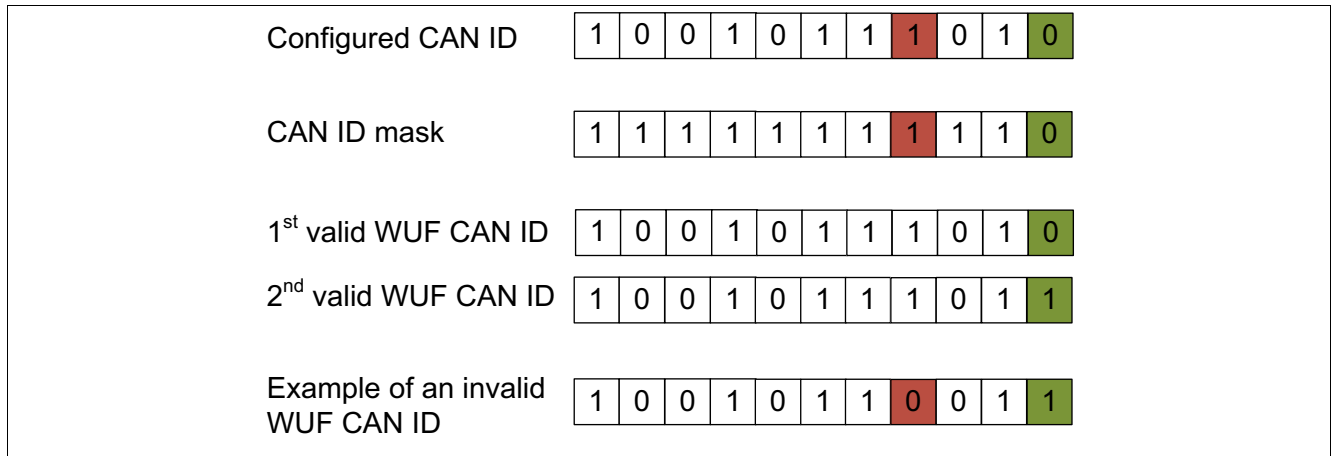 Configured CAN ID 1 0 0 1 0 1 1 1 0 1 0
CAN ID mask 1 1 1 1 1 1 1 1 1 1 0
1st valid WUF CAN ID 1 0 0 1 0 1 1 1 0 1 0
2nd valid WUF CAN ID 1 0 0 1 0 1 1 1 0 1 1
Example of an invalid
WUF CAN ID 1 0 0 1 0 1 1 0 0 1 1